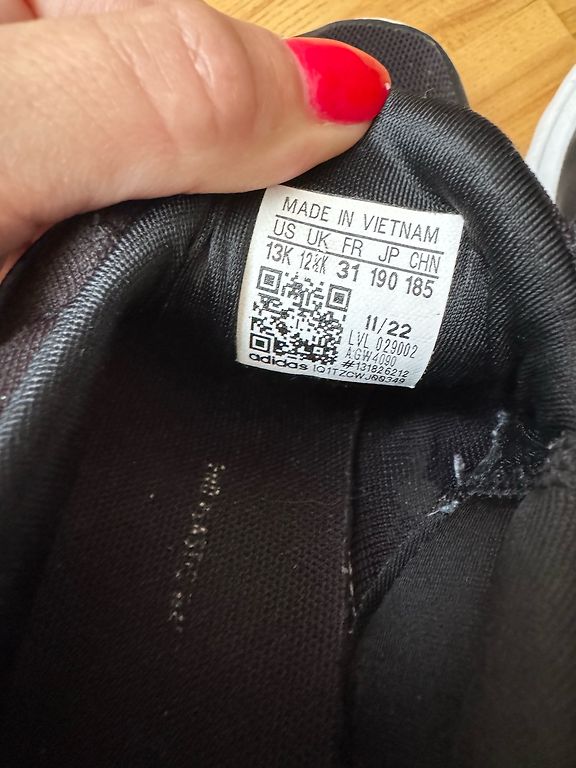 MADE IN VIETNAM
US UK FR JP CHN
13K 12½K 31 190 185
11/22
LVL 029002
AGW4090
#131826212
adidas IQ1TZCWJ00349